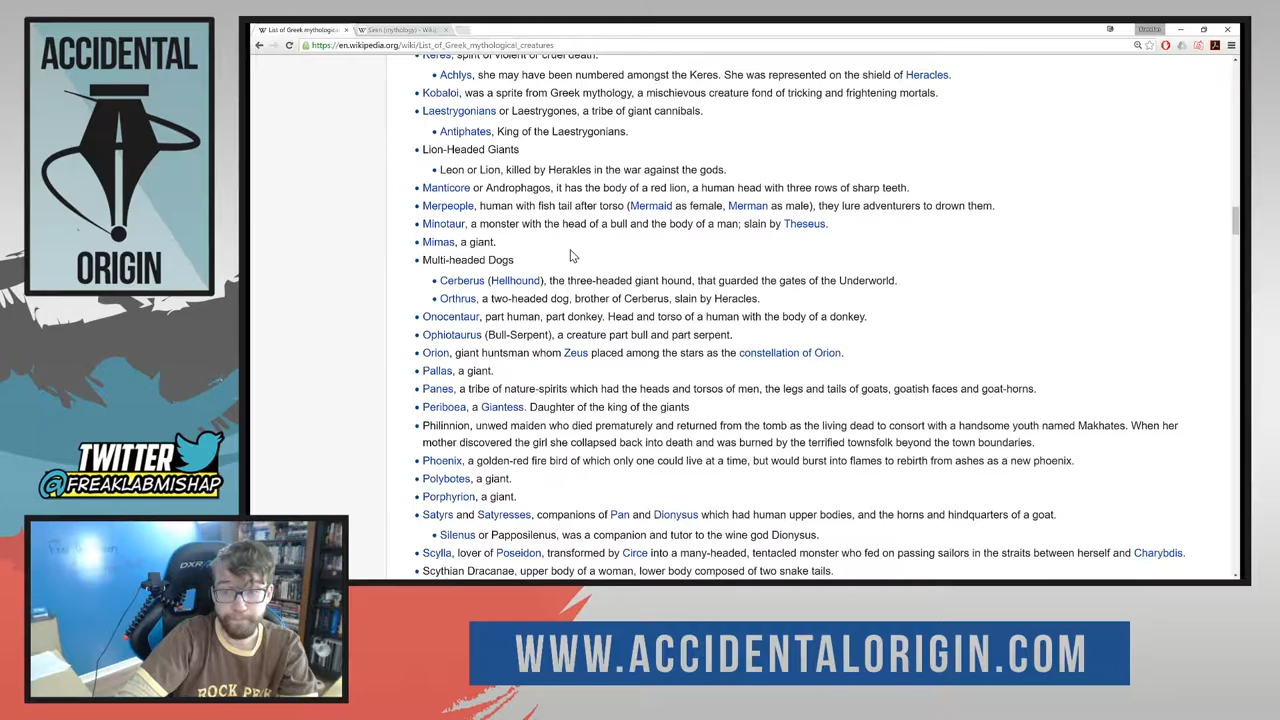 ACCIDENTAL
ORIGIN
List of Greek mythological
Siren (mythology) - Wiki
https://en.wikipedia.org/wiki/List_of_Greek_mythological_creatures
Keres, spirit of violent or cruel death.
Achlys, she may have been numbered amongst the Keres. She was represented on the shield of Heracles.
Kobaloi, was a sprite from Greek mythology, a mischievous creature fond of tricking and frightening mortals.
Laestrygonians or Laestrygones, a tribe of giant cannibals.
Antiphates, King of the Laestrygonians.
Lion-Headed Giants
Leon or Lion, killed by Herakles in the war against the gods.
Manticore or Androphagos, it has the body of a red lion, a human head with three rows of sharp teeth.
Merpeople, human with fish tail after torso (Mermaid as female, Merman as male), they lure adventurers to drown them.
Minotaur, a monster with the head of a bull and the body of a man; slain by Theseus.
Mimas, a giant.
Multi-headed Dogs
Cerberus (Hellhound), the three-headed giant hound, that guarded the gates of the Underworld.
Orthrus, a two-headed dog, brother of Cerberus, slain by Heracles.
Onocentaur, part human, part donkey. Head and torso of a human with the body of a donkey.
Ophiotaurus (Bull-Serpent), a creature part bull and part serpent.
Orion, giant huntsman whom Zeus placed among the stars as the constellation of Orion.
Pallas, a giant.
Panes, a tribe of nature-spirits which had the heads and torsos of men, the legs and tails of goats, goatish faces and goat-horns.
Periboea, a Giantess. Daughter of the king of the giants
Philinnion, unwed maiden who died prematurely and returned from the tomb as the living dead to consort with a handsome youth named Makhates. When her
mother discovered the girl she collapsed back into death and was burned by the terrified townsfolk beyond the town boundaries.
Phoenix, a golden-red fire bird of which only one could live at a time, but would burst into flames to rebirth from ashes as a new phoenix.
Polybotes, a giant.
Porphyrion, a giant.
Satyrs and Satyresses, companions of Pan and Dionysus which had human upper bodies, and the horns and hindquarters of a goat.
Silenus or Papposilenus, was a companion and tutor to the wine god Dionysus.
Scylla, lover of Poseidon, transformed by Circe into a many-headed, tentacled monster who fed on passing sailors in the straits between herself and Charybdis.
Scythian Dracanae, upper body of a woman, lower body composed of two snake tails.
TWITTER
@FREAKLABMISHAP
DXR
WWW.ACCIDENTALORIGIN.COM